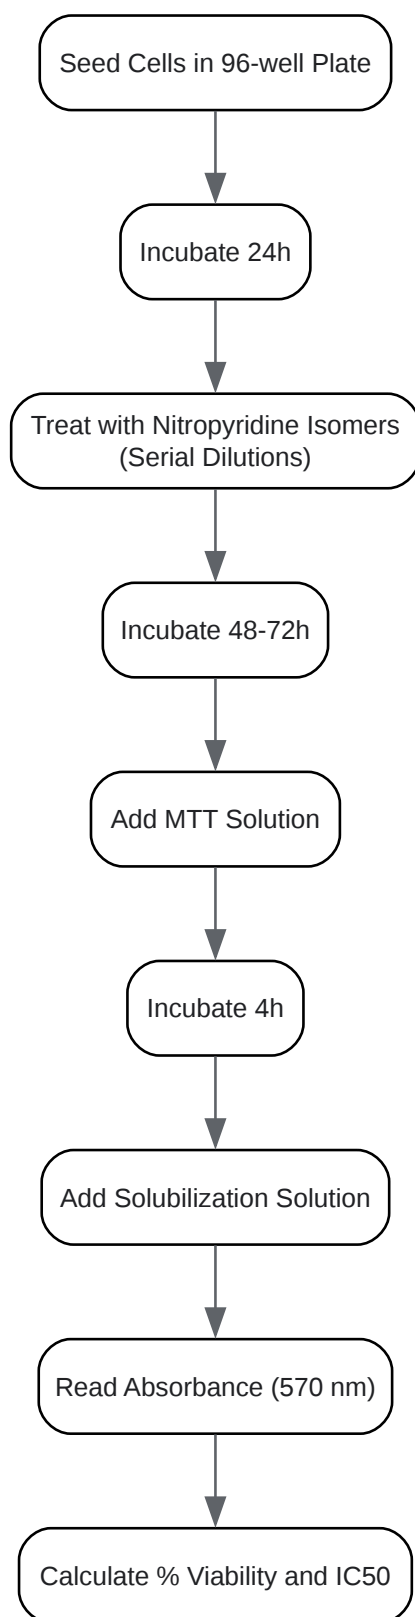 Seed Cells in 96-well Plate
Incubate 24h
Treat with Nitropyridine Isomers
(Serial Dilutions)
Incubate 48-72h
Add MTT Solution
Incubate 4h
Add Solubilization Solution
Read Absorbance (570 nm)
Calculate % Viability and IC50